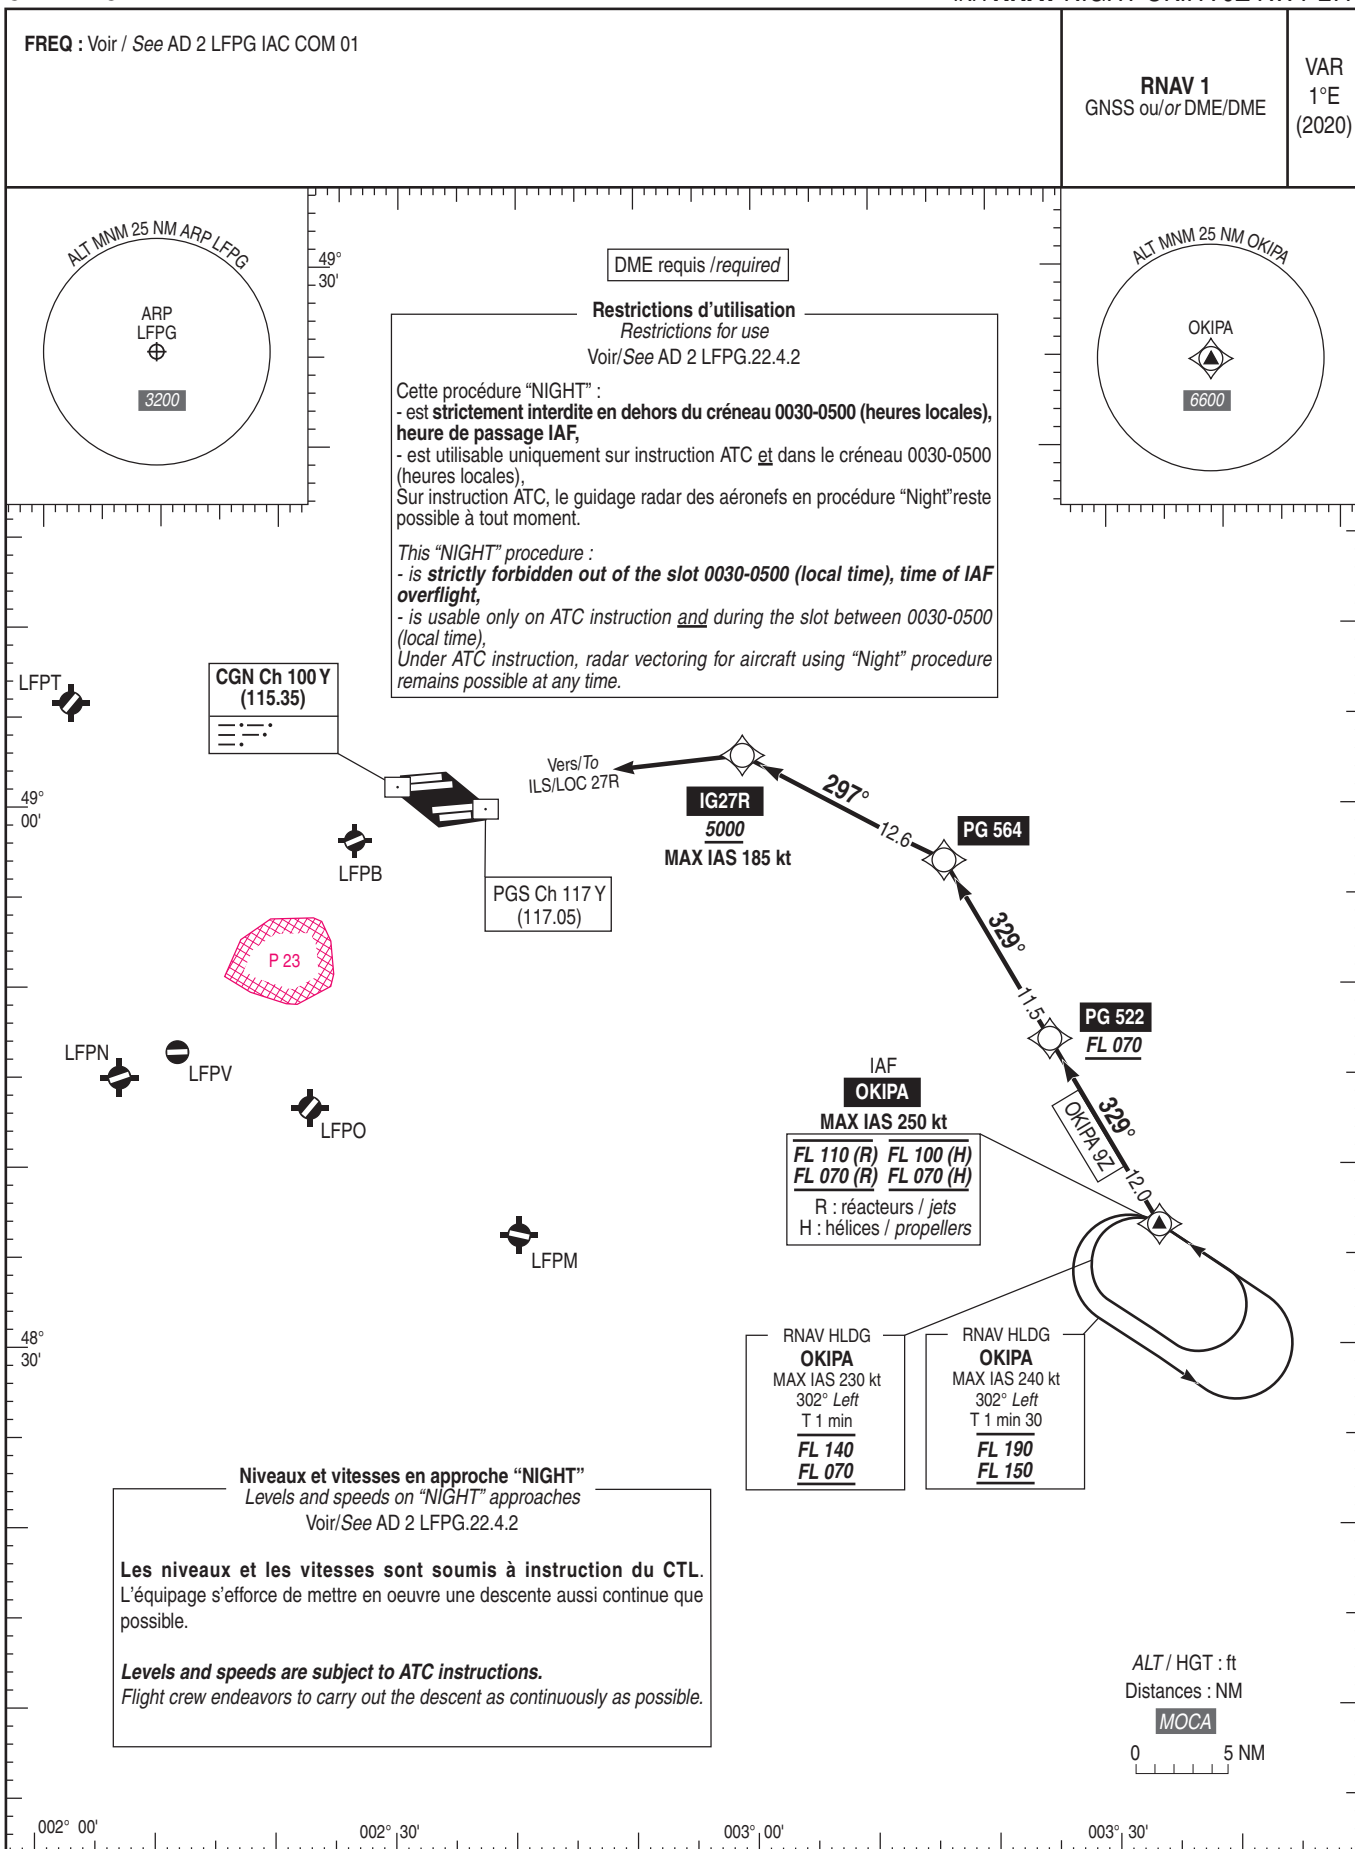 FREQ : Voir / See AD 2 LFPG IAC COM 01
RNAV 1
GNSS ou/or DME/DME
VAR
1°E
(2020)
ALT MNM 25 NM ARP LFPG
ARP
LFPG
3200
49°
30'
DME requis /required
Restrictions d'utilisation
Restrictions for use
Voir/See AD 2 LFPG.22.4.2
Cette procédure “NIGHT” :
- est strictement interdite en dehors du créneau 0030-0500 (heures locales),
heure de passage IAF,
- est utilisable uniquement sur instruction ATC et dans le créneau 0030-0500
(heures locales),
Sur instruction ATC, le guidage radar des aéronefs en procédure “Night”reste
possible à tout moment.
This “NIGHT” procedure :
- is strictly forbidden out of the slot 0030-0500 (local time), time of IAF
overflight,
- is usable only on ATC instruction and during the slot between 0030-0500
(local time),
Under ATC instruction, radar vectoring for aircraft using “Night” procedure
remains possible at any time.
ALT MNM 25 NM OKIPA
OKIPA
6600
LFPT
CGN Ch 100 Y
(115.35)
Vers/To
ILS/LOC 27R
IG27R
5000
MAX IAS 185 kt
297°
12.6
PG 564
49°
00'
LFPB
PGS Ch 117 Y
(117.05)
P 23
329°
11.5
PG 522
FL 070
LFPN
LFPV
LFPO
IAF
OKIPA
MAX IAS 250 kt
FL 110 (R) FL 100 (H)
FL 070 (R) FL 070 (H)
R : réacteurs / jets
H : hélices / propellers
329°
OKIPA 9Z
12.0
LFPM
48°
30'
RNAV HLDG
OKIPA
MAX IAS 230 kt
302° Left
T 1 min
FL 140
FL 070
RNAV HLDG
OKIPA
MAX IAS 240 kt
302° Left
T 1 min 30
FL 190
FL 150
Niveaux et vitesses en approche “NIGHT”
Levels and speeds on “NIGHT” approaches
Voir/See AD 2 LFPG.22.4.2
Les niveaux et les vitesses sont soumis à instruction du CTL.
L'équipage s'efforce de mettre en oeuvre une descente aussi continue que
possible.
Levels and speeds are subject to ATC instructions.
Flight crew endeavors to carry out the descent as continuously as possible.
ALT / HGT : ft
Distances : NM
MOCA
0 5 NM
002° 00'
002° 30'
003° 00'
003° 30'